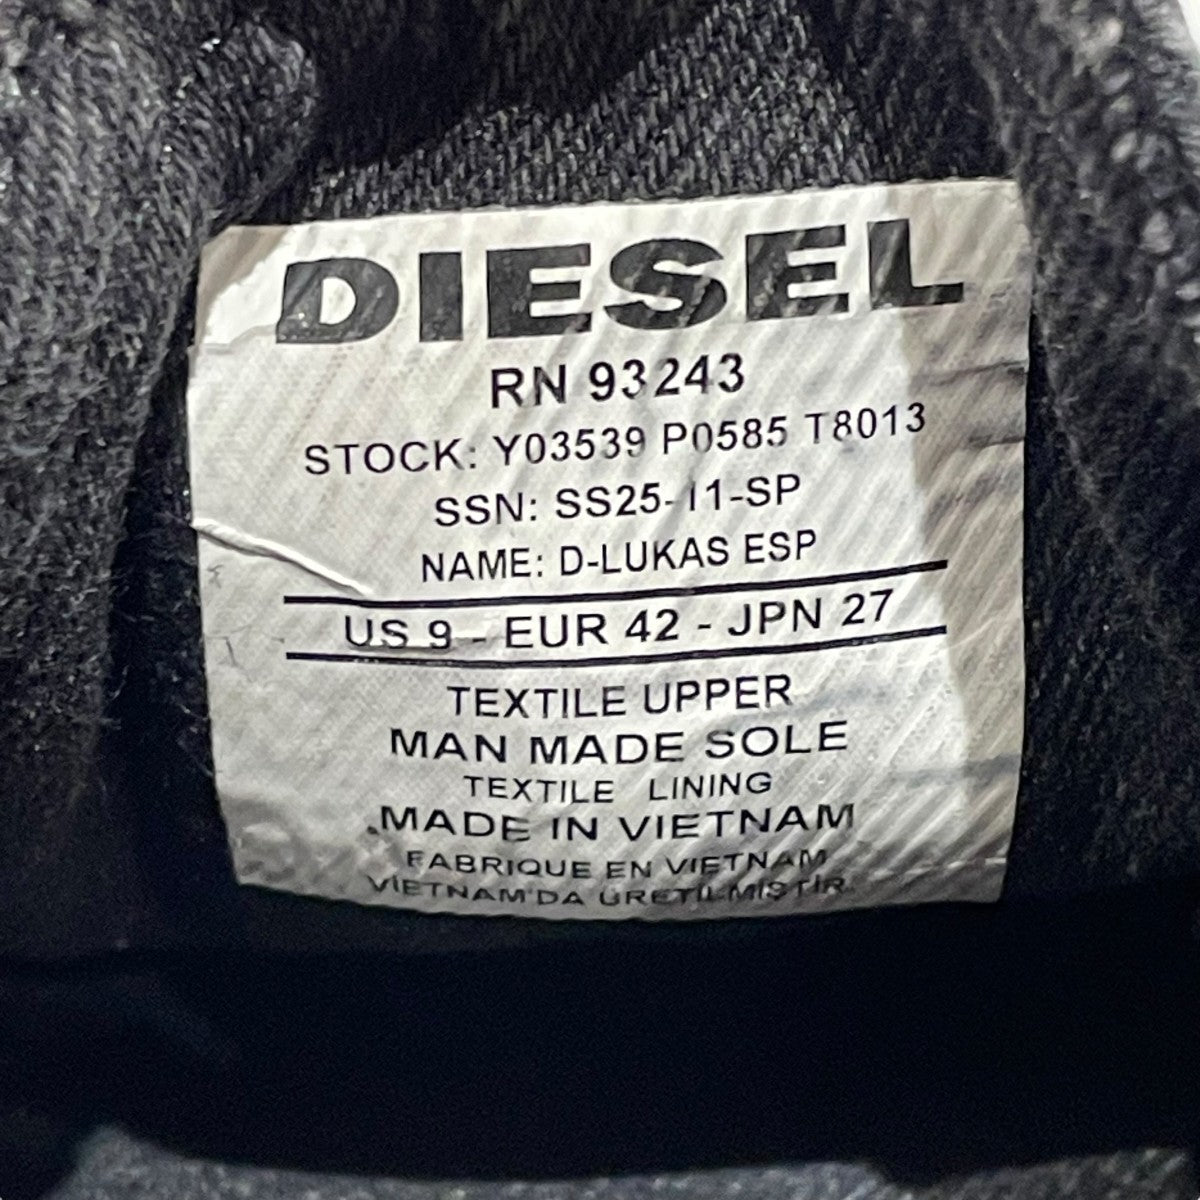 DIESEL
RN 93243
STOCK: Y03539 P0585 T8013
SSN: SS25-11-SP
NAME: D-LUKAS ESP
US 9 - EUR 42 - JPN 27
TEXTILE UPPER
MAN MADE SOLE
TEXTILE LINING
MADE IN VIETNAM
FABRIQUE EN VIETNAM
VIETNAM'DA ÜRETILMIŞTİR.